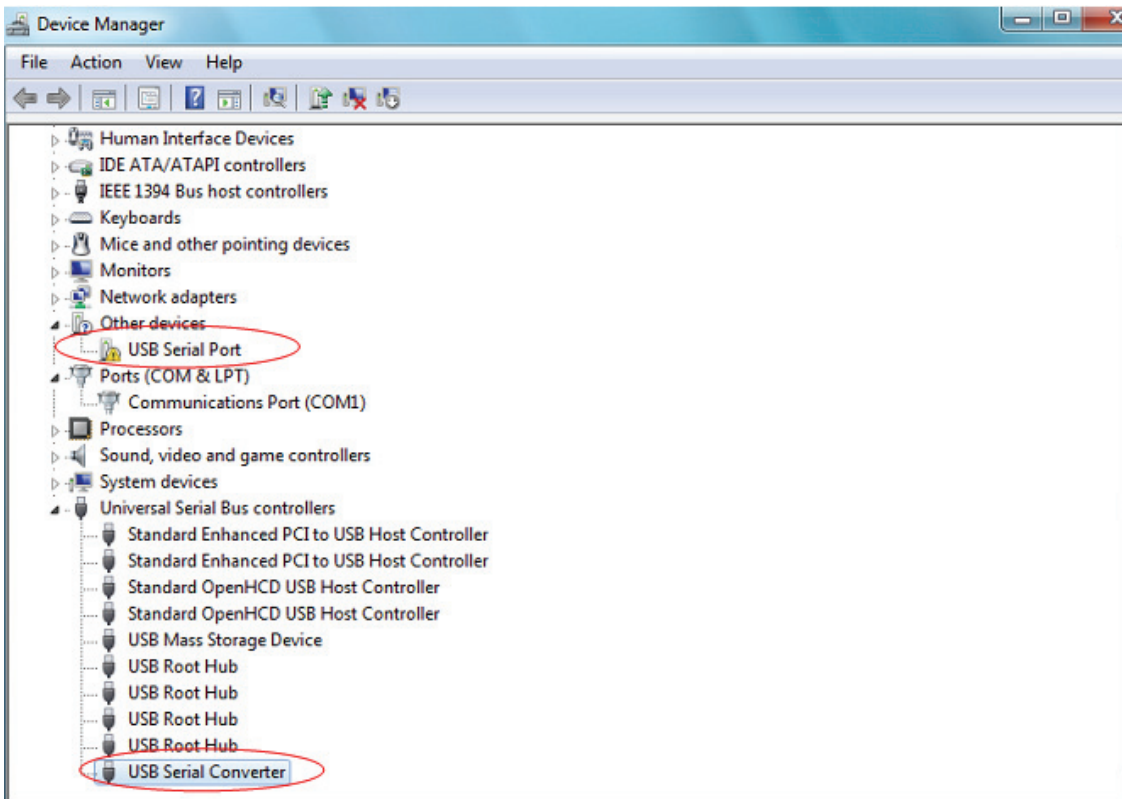 Device Manager
File Action View Help
Human Interface Devices
IDE ATA/ATAPI controllers
IEEE 1394 Bus host controllers
Keyboards
Mice and other pointing devices
Monitors
Network adapters
Other devices
USB Serial Port
Ports (COM & LPT)
Communications Port (COM1)
Processors
Sound, video and game controllers
System devices
Universal Serial Bus controllers
Standard Enhanced PCI to USB Host Controller
Standard Enhanced PCI to USB Host Controller
Standard OpenHCD USB Host Controller
Standard OpenHCD USB Host Controller
USB Mass Storage Device
USB Root Hub
USB Root Hub
USB Root Hub
USB Root Hub
USB Serial Converter